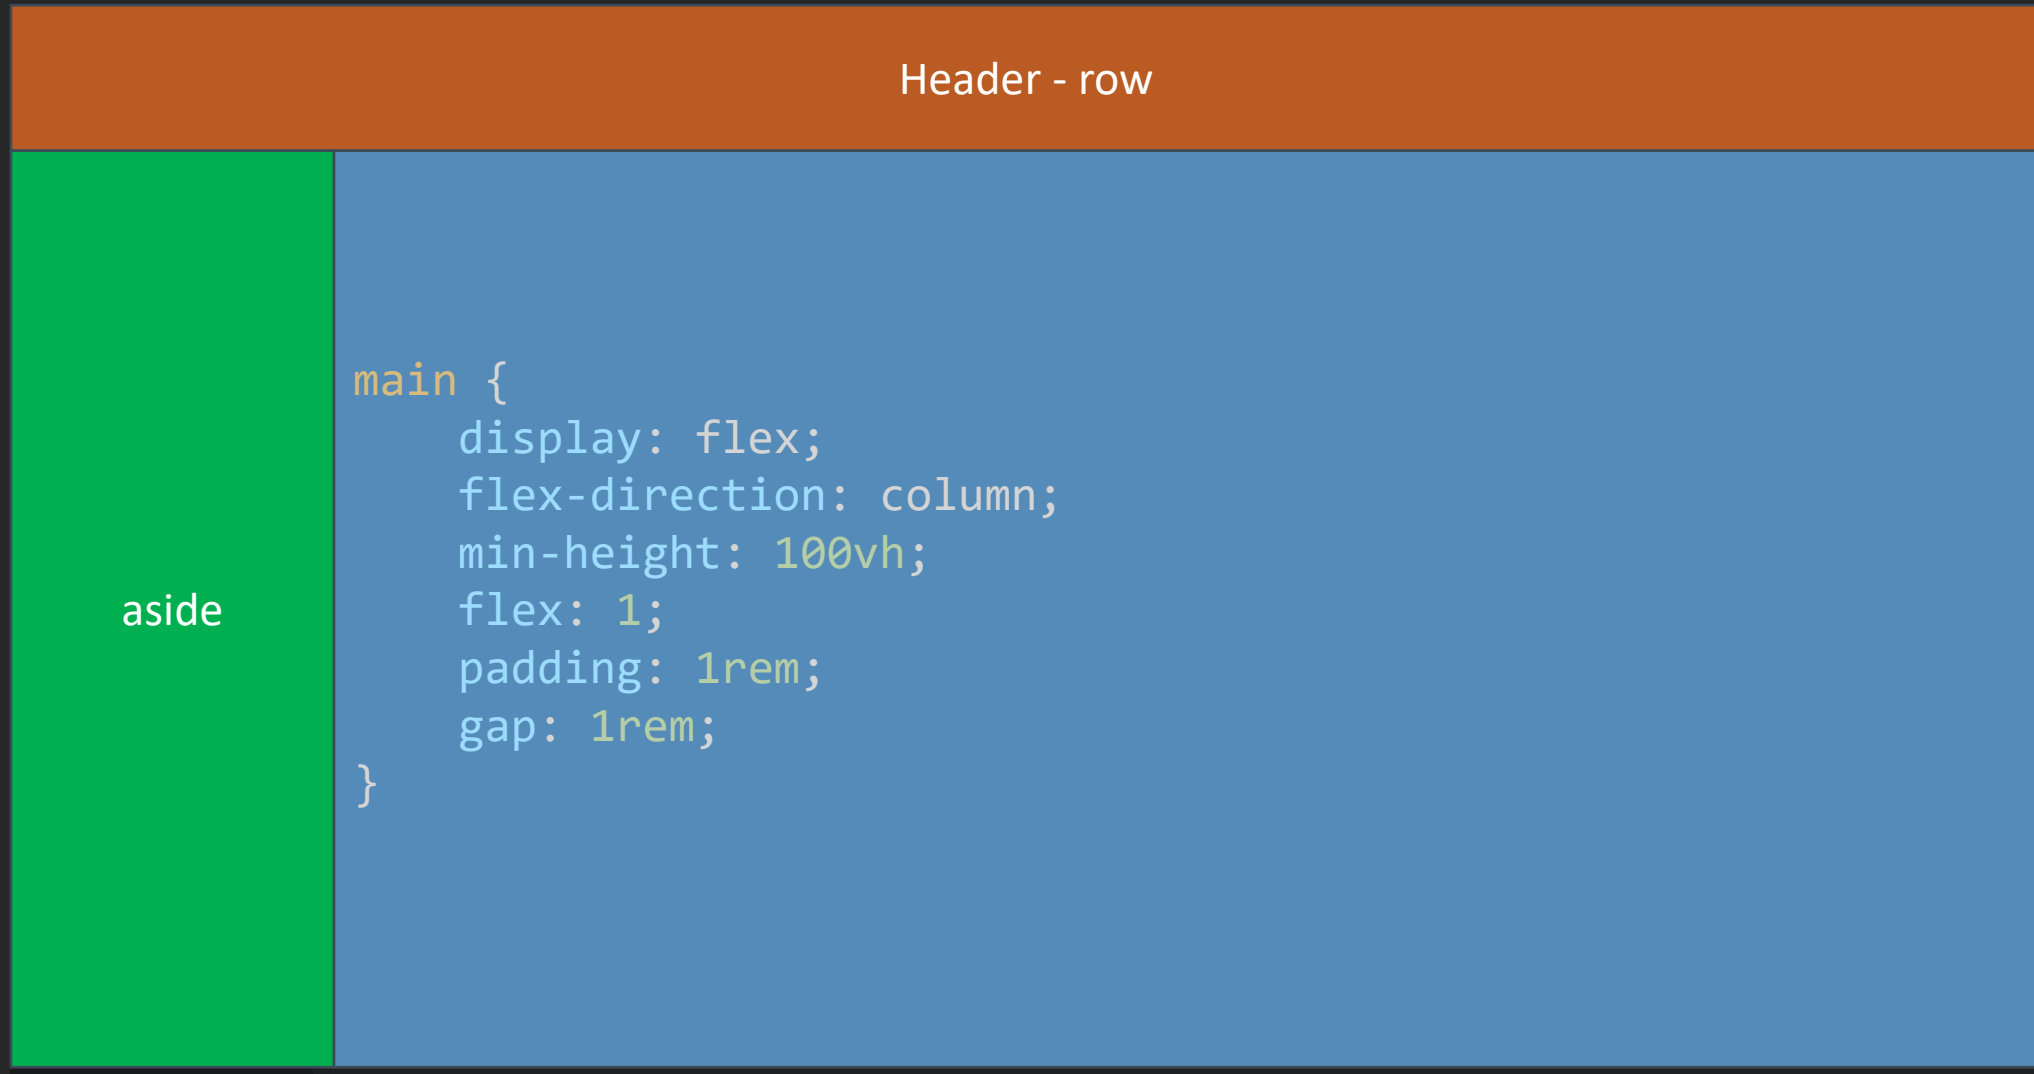 Header - row
aside
main {
    display: flex;
    flex-direction: column;
    min-height: 100vh;
    flex: 1;
    padding: 1rem;
    gap: 1rem;
}